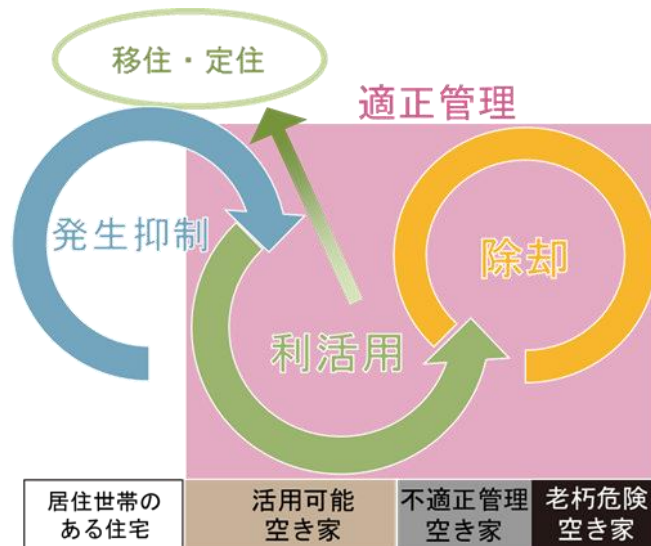 移住・定住
適正管理
発生抑制
除却
利活用
居住世帯の
ある住宅
活用可能
空き家
不適正管理
空き家
老朽危険
空き家